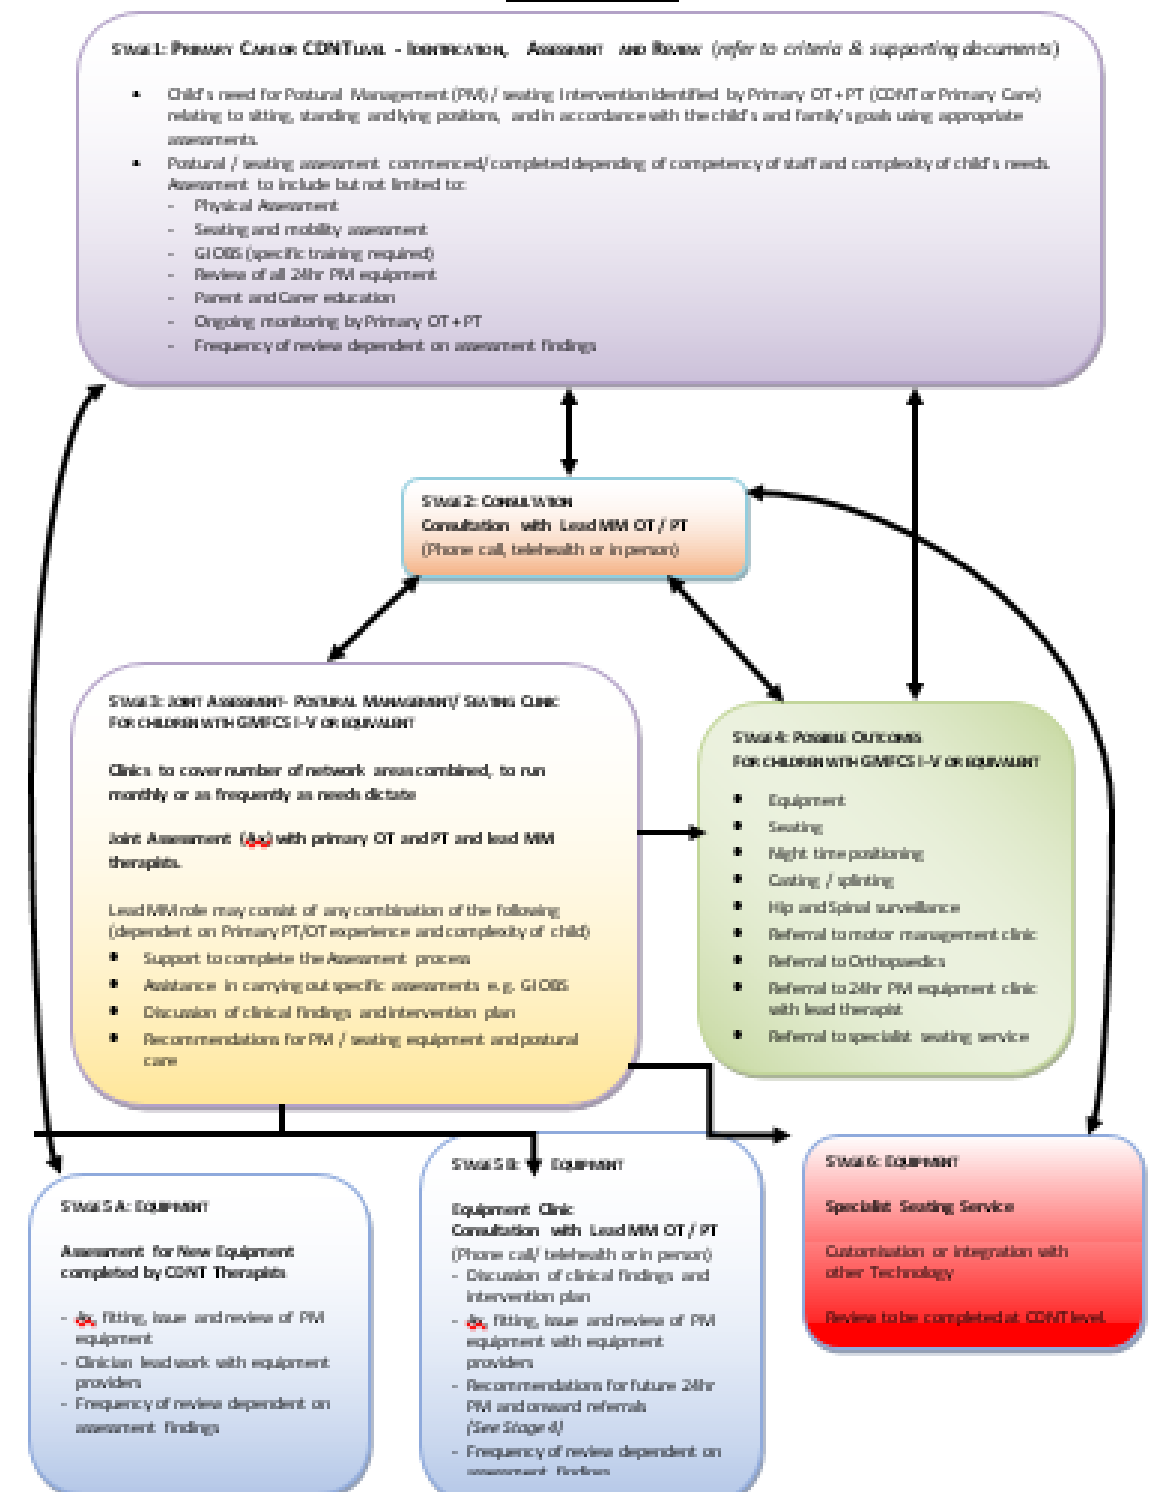 STAGE 1: PRIMARY CARE OR CDNT LEVEL - IDENTIFICATION, ASSESSMENT AND REVIEW (refer to criteria & supporting documents)
• Child's need for Postural Management (PM) / seating Intervention identified by Primary OT + PT (CDNT or Primary Care)
relating to sitting, standing and lying positions, and in accordance with the child's and family's goals using appropriate
assessments.
• Postural / seating assessment commenced/completed depending of competency of staff and complexity of child's needs.
Assessment to include but not limited to:
- Physical Assessment
- Seating and mobility assessment
- GIOBS (specific training required)
- Review of all 24hr PM equipment
- Parent and Carer education
- Ongoing monitoring by Primary OT + PT
- Frequency of review dependent on assessment findings
STAGE 2: CONSULTATION
Consultation with Lead MM OT / PT
(Phone call, telehealth or in person)
STAGE 3: JOINT ASSESSMENT- POSTURAL MANAGEMENT/ SEATING CLINIC
FOR CHILDREN WITH GMFCS I-V OR EQUIVALENT
Clinics to cover number of network areas combined, to run
monthly or as frequently as needs dictate
Joint Assessment (Ax) with primary OT and PT and lead MM
therapists.
Lead MM role may consist of any combination of the following
(dependent on Primary PT/OT experience and complexity of child)
• Support to complete the Assessment process
• Assistance in carrying out specific assessments e.g. GIOBS
• Discussion of clinical findings and intervention plan
• Recommendations for PM / seating equipment and postural
care
STAGE 4: POSSIBLE OUTCOMES
FOR CHILDREN WITH GMFCS I-V OR EQUIVALENT
• Equipment
• Seating
• Night time positioning
• Casting / splinting
• Hip and Spinal surveillance
• Referral to motor management clinic
• Referral to Orthopaedics
• Referral to 24hr PM equipment clinic
with lead therapist
• Referral to specialist seating service
STAGE 5 A: EQUIPMENT
Assessment for New Equipment
completed by CDNT Therapists
- Ax, fitting, issue and review of PM
equipment
- Clinician lead work with equipment
providers
- Frequency of review dependent on
assessment findings
STAGE 5 B: EQUIPMENT
Equipment Clinic
Consultation with Lead MM OT / PT
(Phone call/ telehealth or in person)
- Discussion of clinical findings and
intervention plan
- Ax, fitting, issue and review of PM
equipment with equipment
providers
- Recommendations for future 24hr
PM and onward referrals
(See Stage 4)
- Frequency of review dependent on
assessment findings
STAGE 6: EQUIPMENT
Specialist Seating Service
Customisation or integration with
other Technology
Review to be completed at CDNT level.